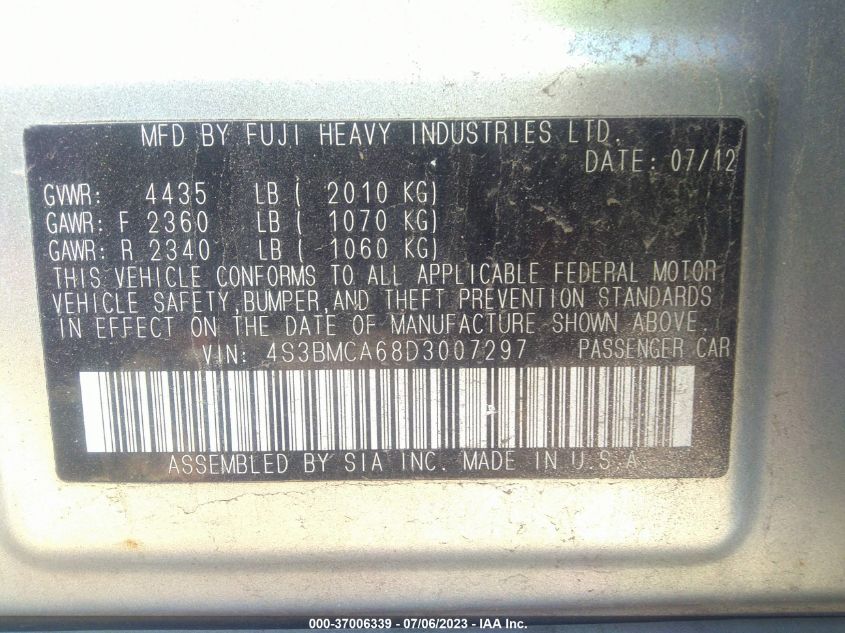 MFD BY FUJI HEAVY INDUSTRIES LTD.
DATE: 07/12
GVWR: 4435 LB ( 2010 KG)
GAWR: F 2360 LB ( 1070 KG)
GAWR: R 2340 LB ( 1060 KG)
THIS VEHICLE CONFORMS TO ALL APPLICABLE FEDERAL MOTOR
VEHICLE SAFETY,BUMPER,AND THEFT PREVENTION STANDARDS
IN EFFECT ON THE DATE OF MANUFACTURE SHOWN ABOVE.
VIN: 4S3BMCA68D3007297 PASSENGER CAR
ASSEMBLED BY SIA INC. MADE IN U.S.A.
000-37006339 - 07/06/2023 - IAA Inc.